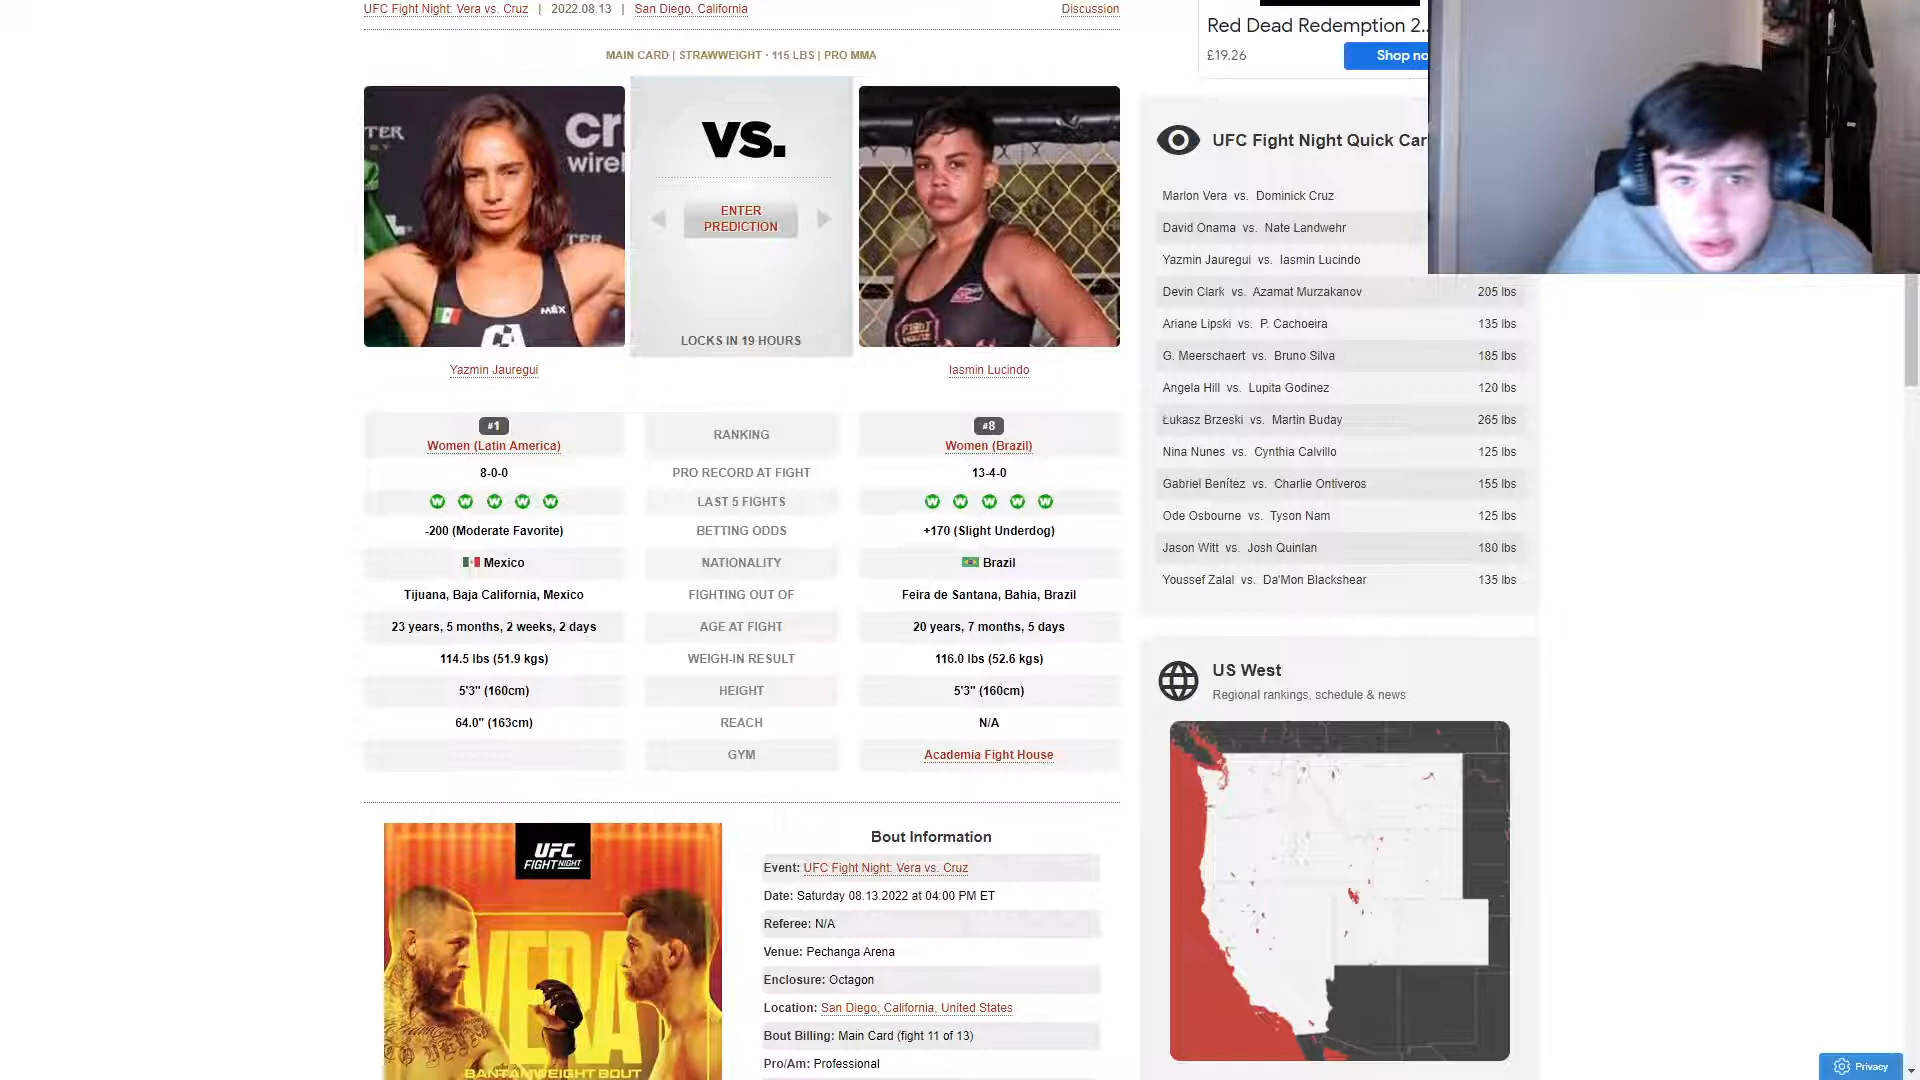 UFC Fight Night: Vera vs. Cruz | 2022.08.13 | San Diego, California Discussion
MAIN CARD | STRAWWEIGHT · 115 LBS | PRO MMA
VS.
ENTER
PREDICTION
LOCKS IN 19 HOURS
TER
cri
wirel
TER
MÉX
Yazmin Jauregui Iasmin Lucindo
#1 RANKING #8
Women (Latin America) Women (Brazil)
8-0-0 PRO RECORD AT FIGHT 13-4-0
W W W W W LAST 5 FIGHTS W W W W W
-200 (Moderate Favorite) BETTING ODDS +170 (Slight Underdog)
Mexico NATIONALITY Brazil
Tijuana, Baja California, Mexico FIGHTING OUT OF Feira de Santana, Bahia, Brazil
23 years, 5 months, 2 weeks, 2 days AGE AT FIGHT 20 years, 7 months, 5 days
114.5 lbs (51.9 kgs) WEIGH-IN RESULT 116.0 lbs (52.6 kgs)
5'3" (160cm) HEIGHT 5'3" (160cm)
64.0" (163cm) REACH N/A
GYM Academia Fight House
UFC
FIGHT NIGHT
VERA
BANTAMWEIGHT BOUT
Bout Information
Event: UFC Fight Night: Vera vs. Cruz
Date: Saturday 08.13.2022 at 04:00 PM ET
Referee: N/A
Venue: Pechanga Arena
Enclosure: Octagon
Location: San Diego, California, United States
Bout Billing: Main Card (fight 11 of 13)
Pro/Am: Professional
Red Dead Redemption 2...
£19.26 Shop no
UFC Fight Night Quick Car
Marlon Vera vs. Dominick Cruz
David Onama vs. Nate Landwehr
Yazmin Jauregui vs. Iasmin Lucindo
Devin Clark vs. Azamat Murzakanov 205 lbs
Ariane Lipski vs. P. Cachoeira 135 lbs
G. Meerschaert vs. Bruno Silva 185 lbs
Angela Hill vs. Lupita Godinez 120 lbs
Łukasz Brzeski vs. Martin Buday 265 lbs
Nina Nunes vs. Cynthia Calvillo 125 lbs
Gabriel Benítez vs. Charlie Ontiveros 155 lbs
Ode Osbourne vs. Tyson Nam 125 lbs
Jason Witt vs. Josh Quinlan 180 lbs
Youssef Zalal vs. Da'Mon Blackshear 135 lbs
US West
Regional rankings, schedule & news
Privacy